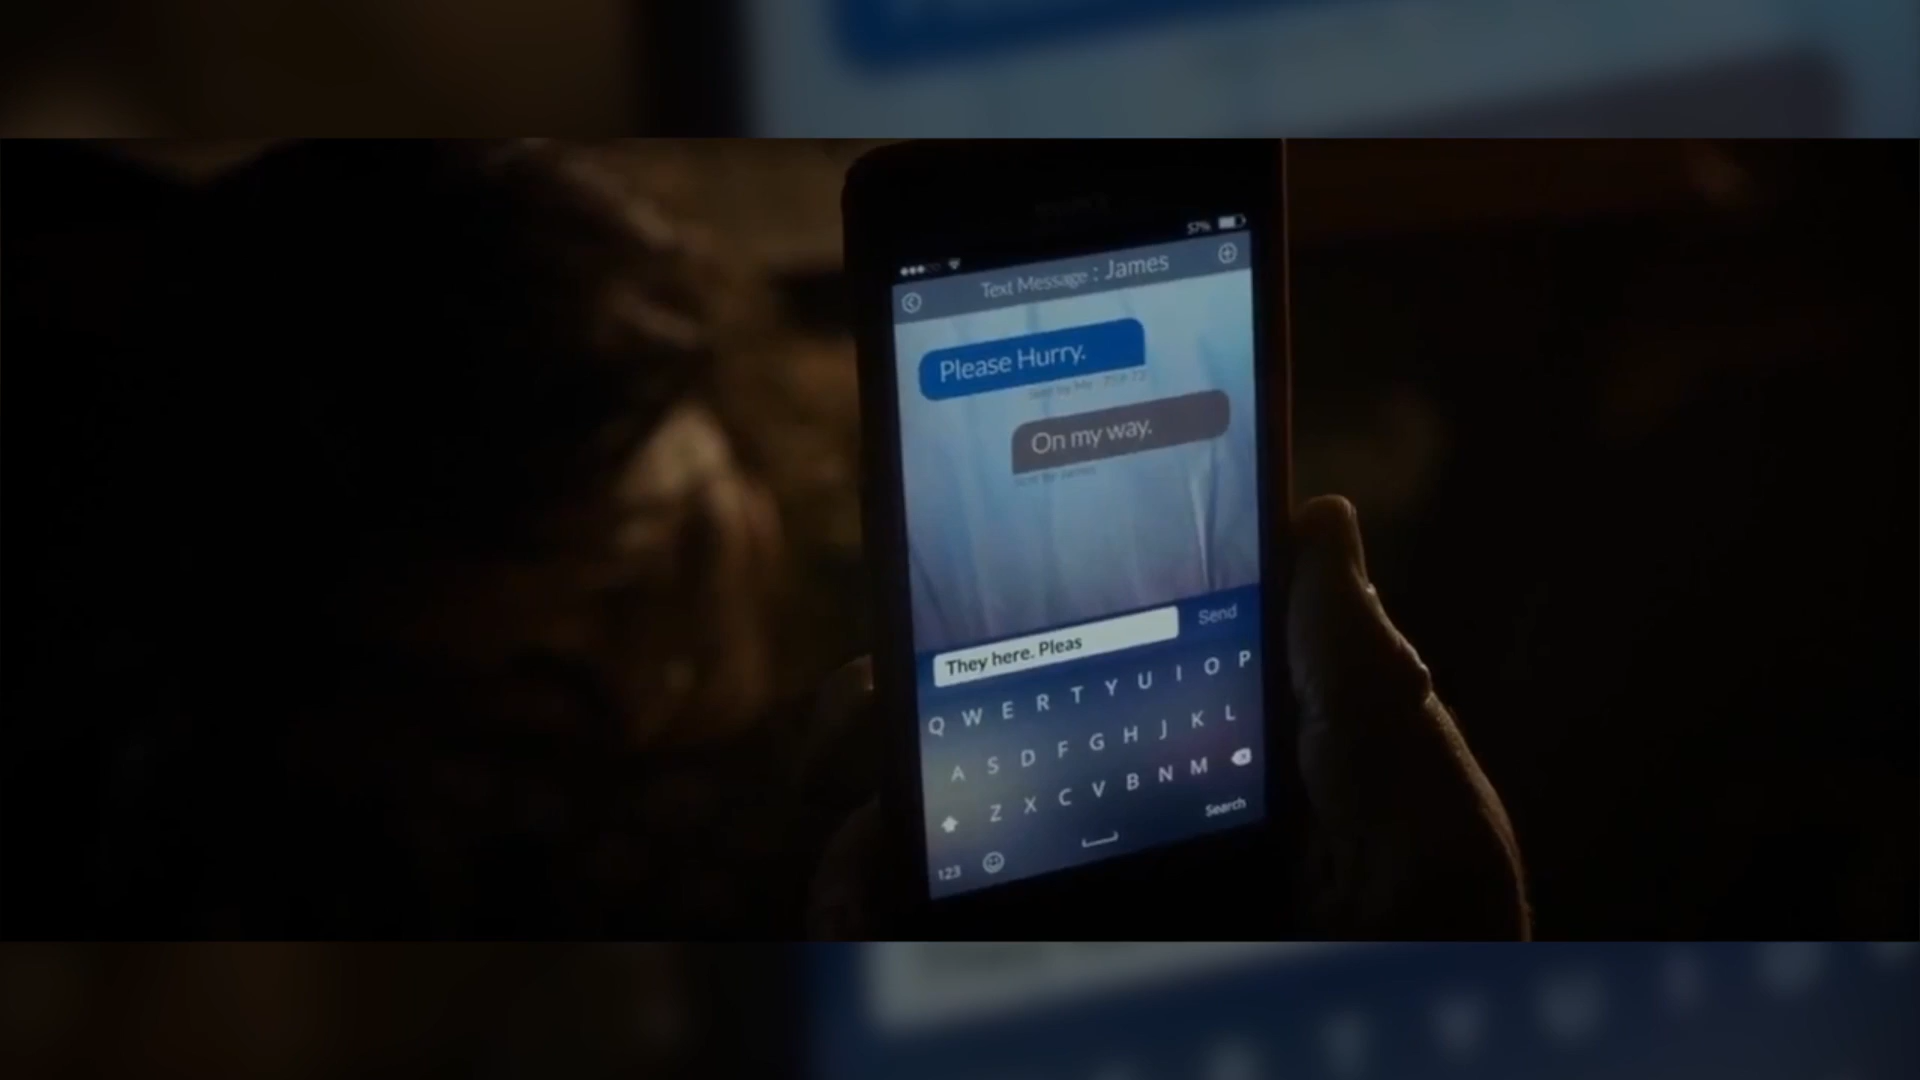 57%
Text Message : James
Please Hurry.
On my way.
They here. Pleas
Send
Q W E R T Y U I O P
A S D F G H J K L
Z X C V B N M
Search
123